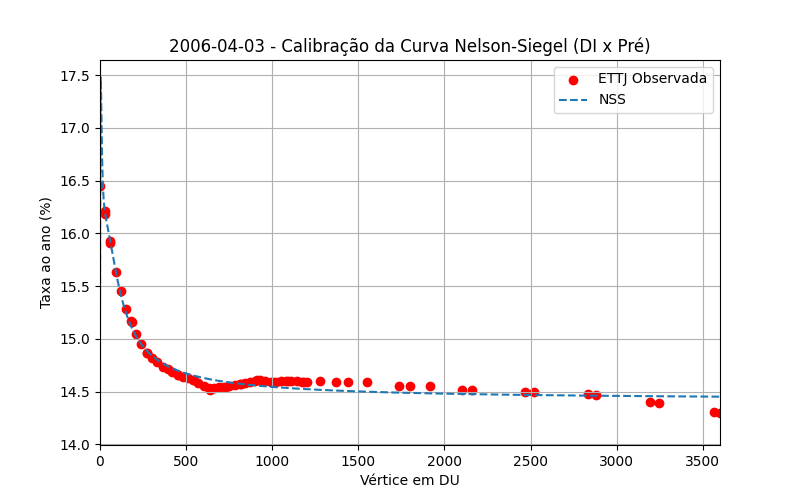 2006-04-03 - Calibração da Curva Nelson-Siegel (DI x Pré)
ETTJ Observada
NSS
Taxa ao ano (%)
17.5
17.0
16.5
16.0
15.5
15.0
14.5
14.0
0 500 1000 1500 2000 2500 3000 3500
Vértice em DU